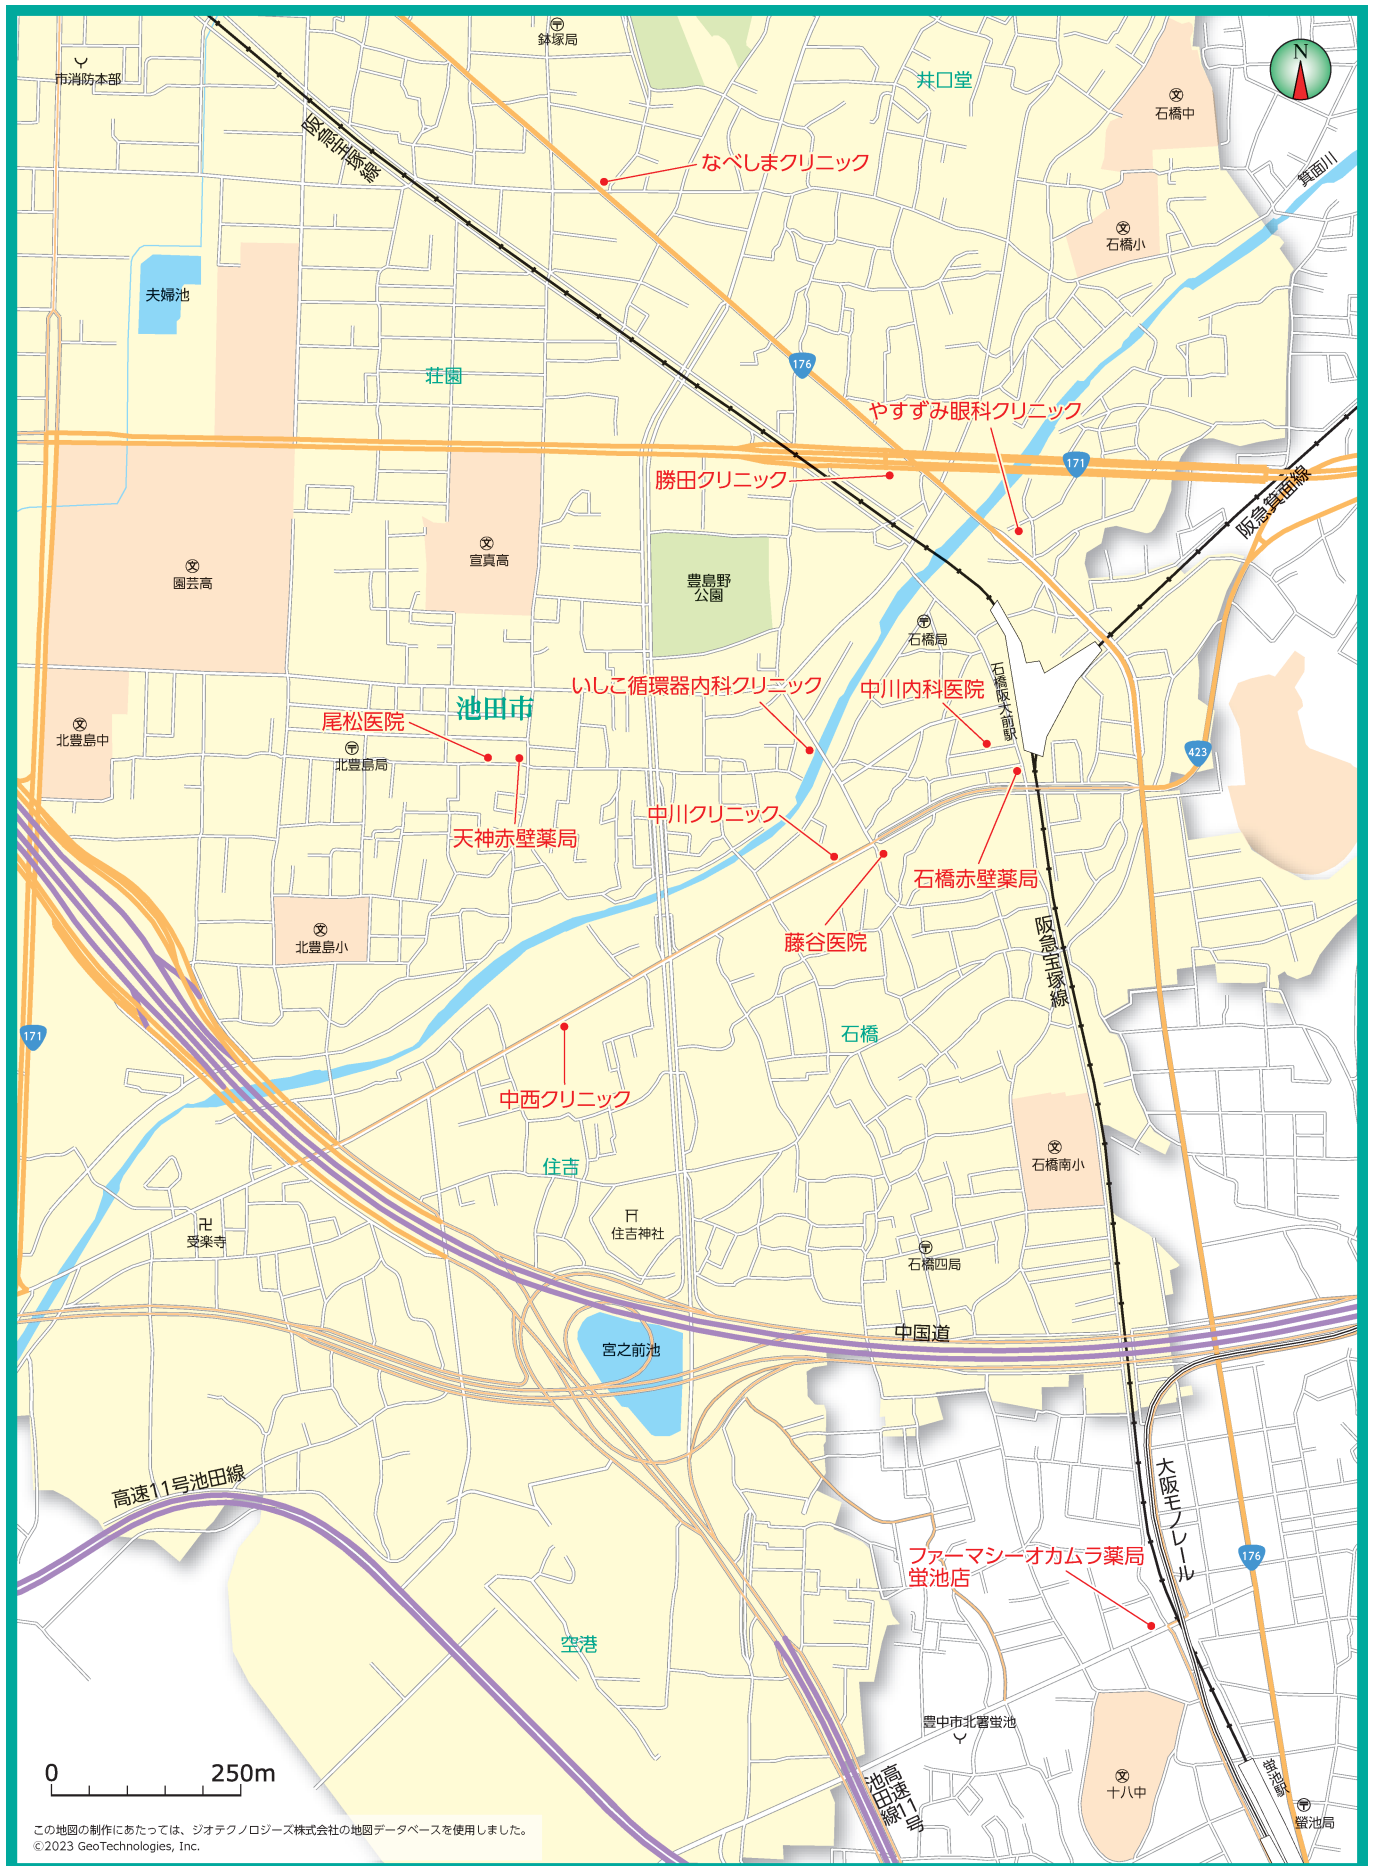 鉢塚局
市消防本部
井口堂
N
石橋中
阪急宝塚線
なべしまクリニック
箕面川
石橋小
夫婦池
176
荘園
やすずみ眼科クリニック
171
勝田クリニック
阪急箕面線
宣真高
園芸高
豊島野
公園
石橋局
石橋阪大前駅
いしこ循環器内科クリニック
中川内科医院
池田市
尾松医院
北豊島中
北豊島局
423
中川クリニック
天神赤壁薬局
石橋赤壁薬局
藤谷医院
北豊島小
阪急宝塚線
171
石橋
中西クリニック
石橋南小
住吉
住吉神社
受楽寺
石橋四局
中国道
宮之前池
高速11号池田線
大阪モノレール
ファーマシーオカムラ薬局
蛍池店
176
空港
豊中市北署蛍池
高速11号
池田線
蛍池駅
十八中
螢池局
0 250m
この地図の制作にあたっては、ジオテクノロジーズ株式会社の地図データベースを使用しました。
©2023 GeoTechnologies, Inc.